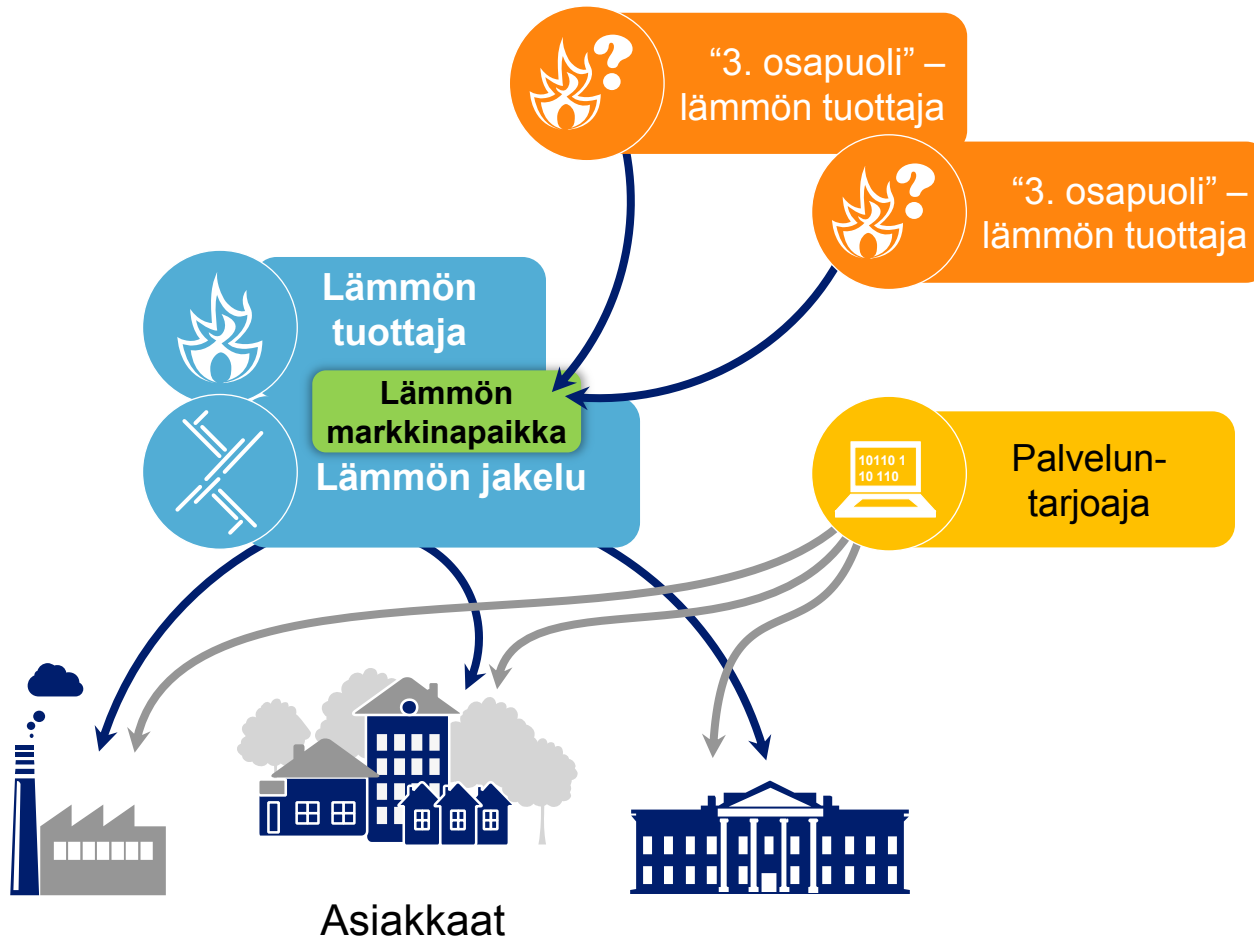 “3. osapuoli” –
lämmön tuottaja
“3. osapuoli” –
lämmön tuottaja
Lämmön
tuottaja
Lämmön
markkinapaikka
Lämmön jakelu
10110 1
10 110
Palvelun-
tarjoaja
Asiakkaat